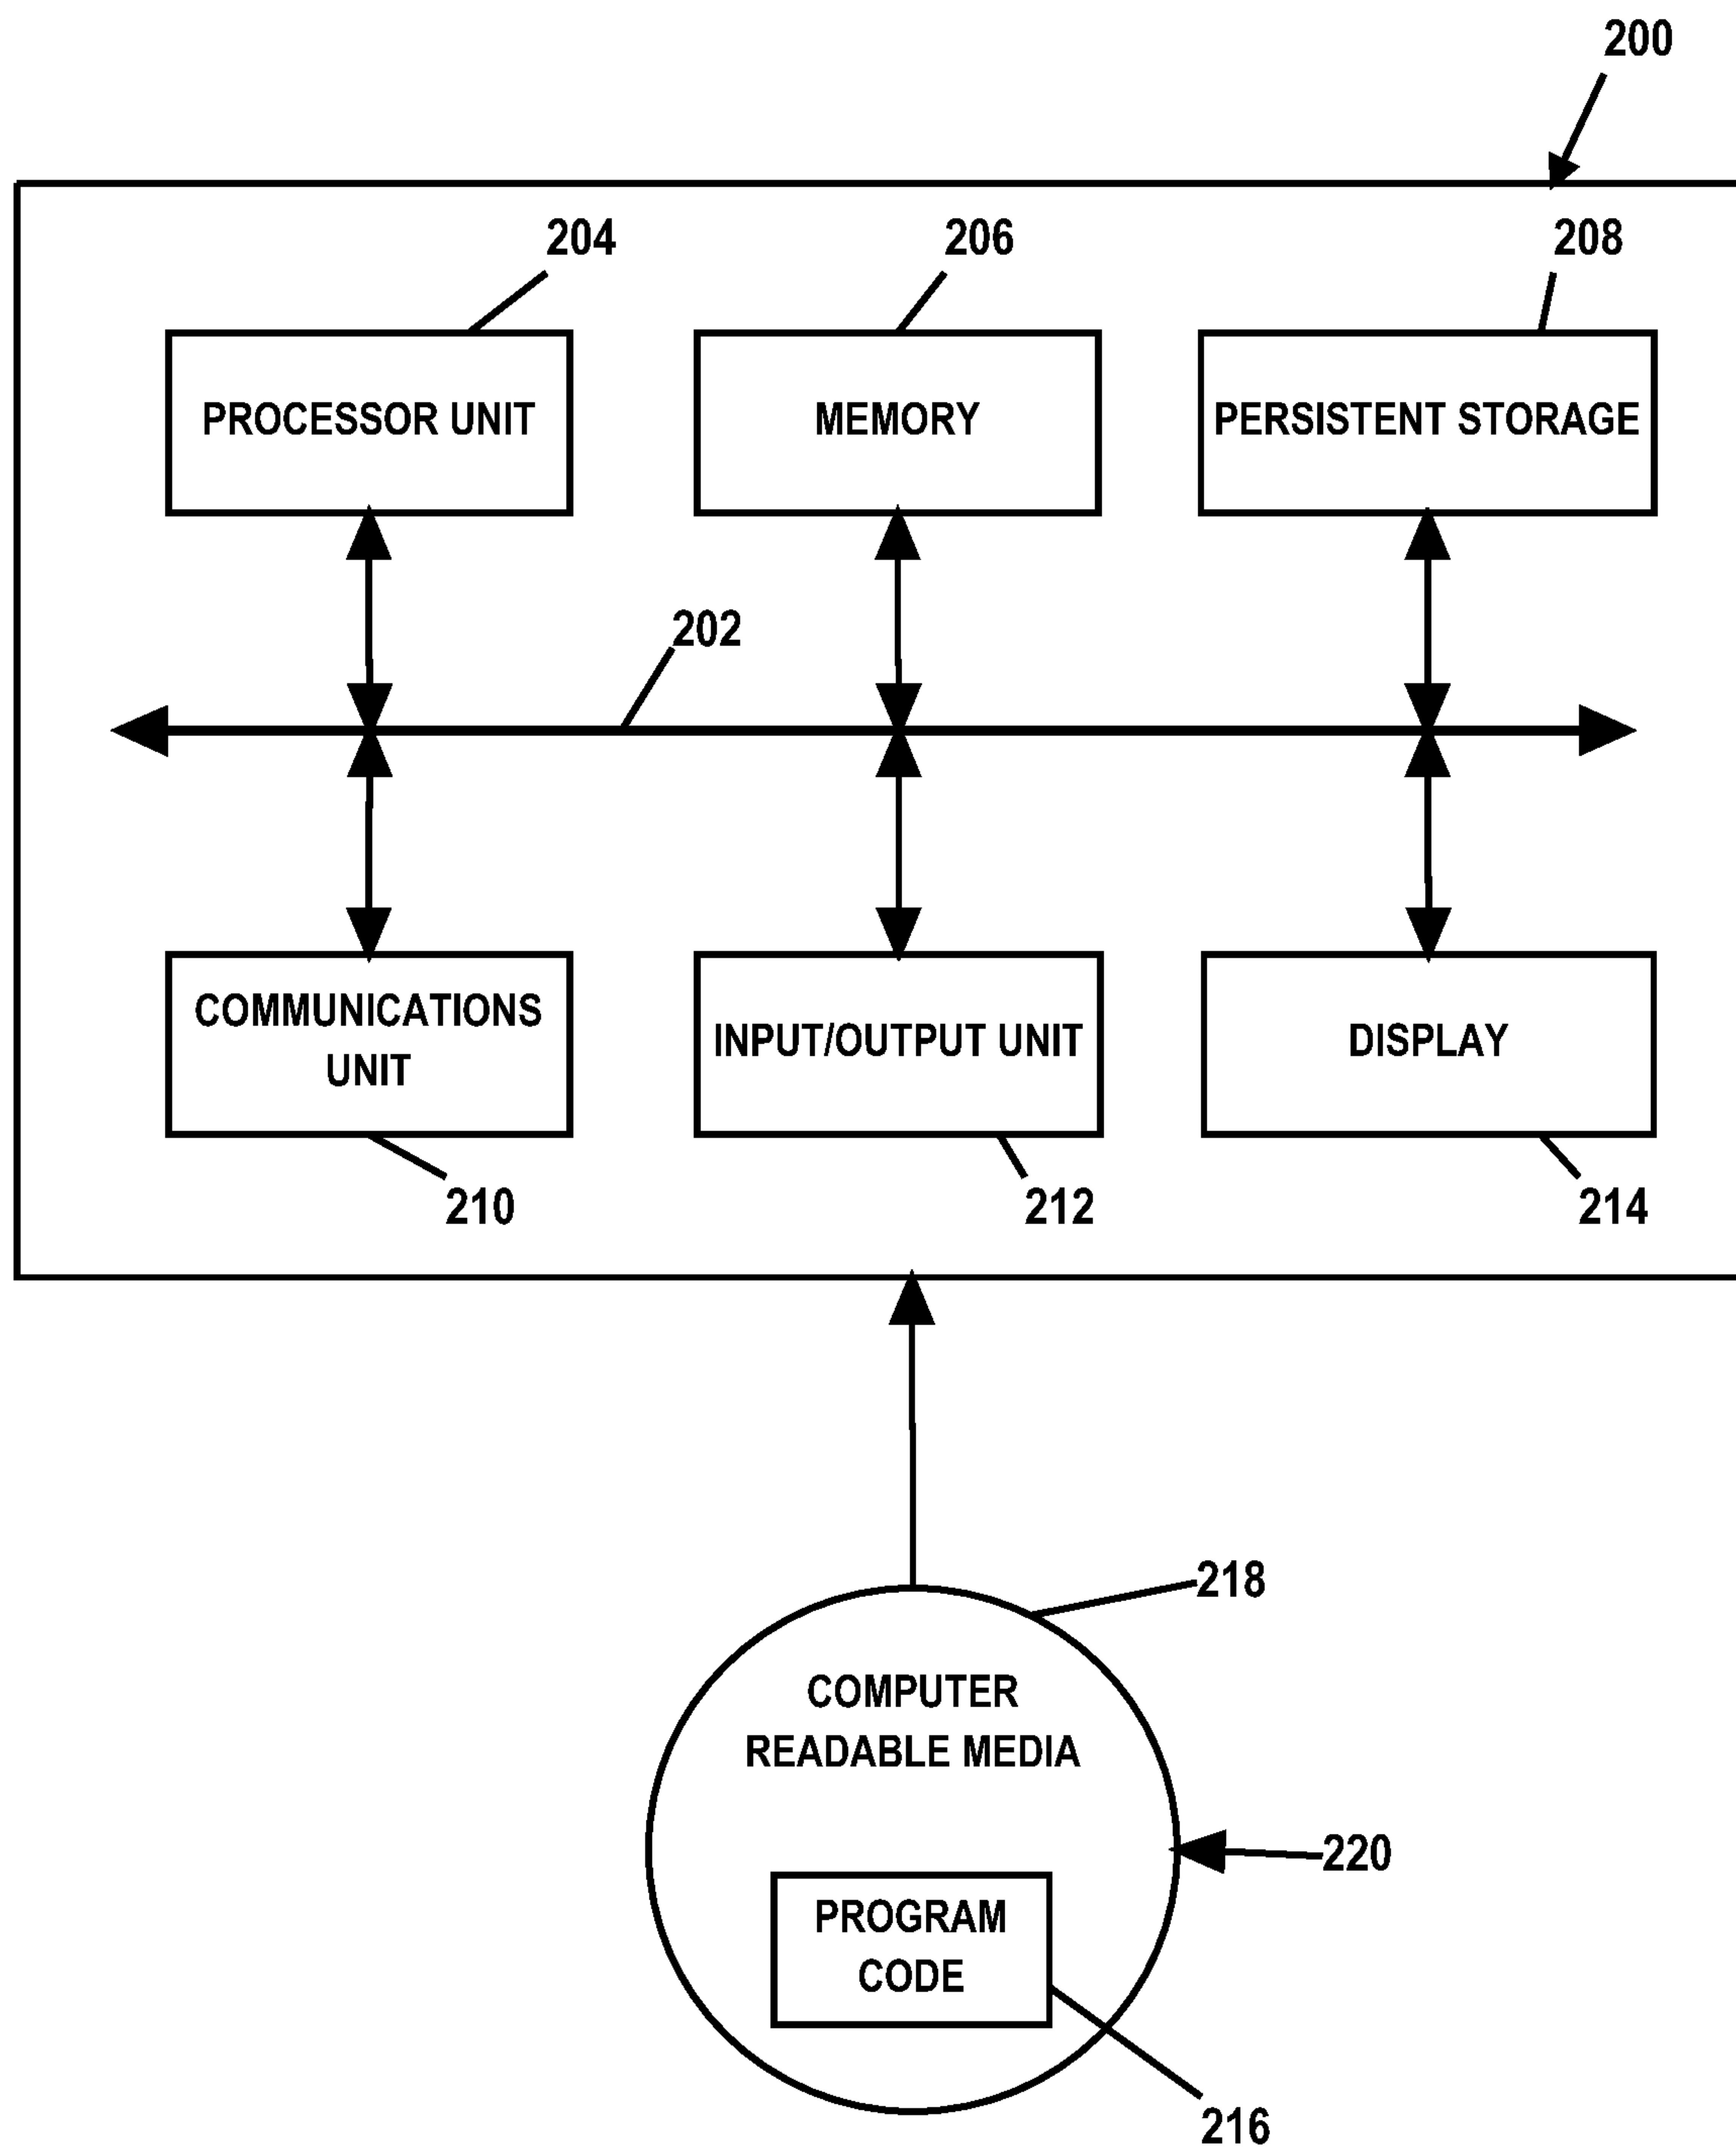 200
204
206
208
PROCESSOR UNIT
MEMORY
PERSISTENT STORAGE
202
COMMUNICATIONS
UNIT
INPUT/OUTPUT UNIT
DISPLAY
210
212
214
218
COMPUTER
READABLE MEDIA
220
PROGRAM
CODE
216